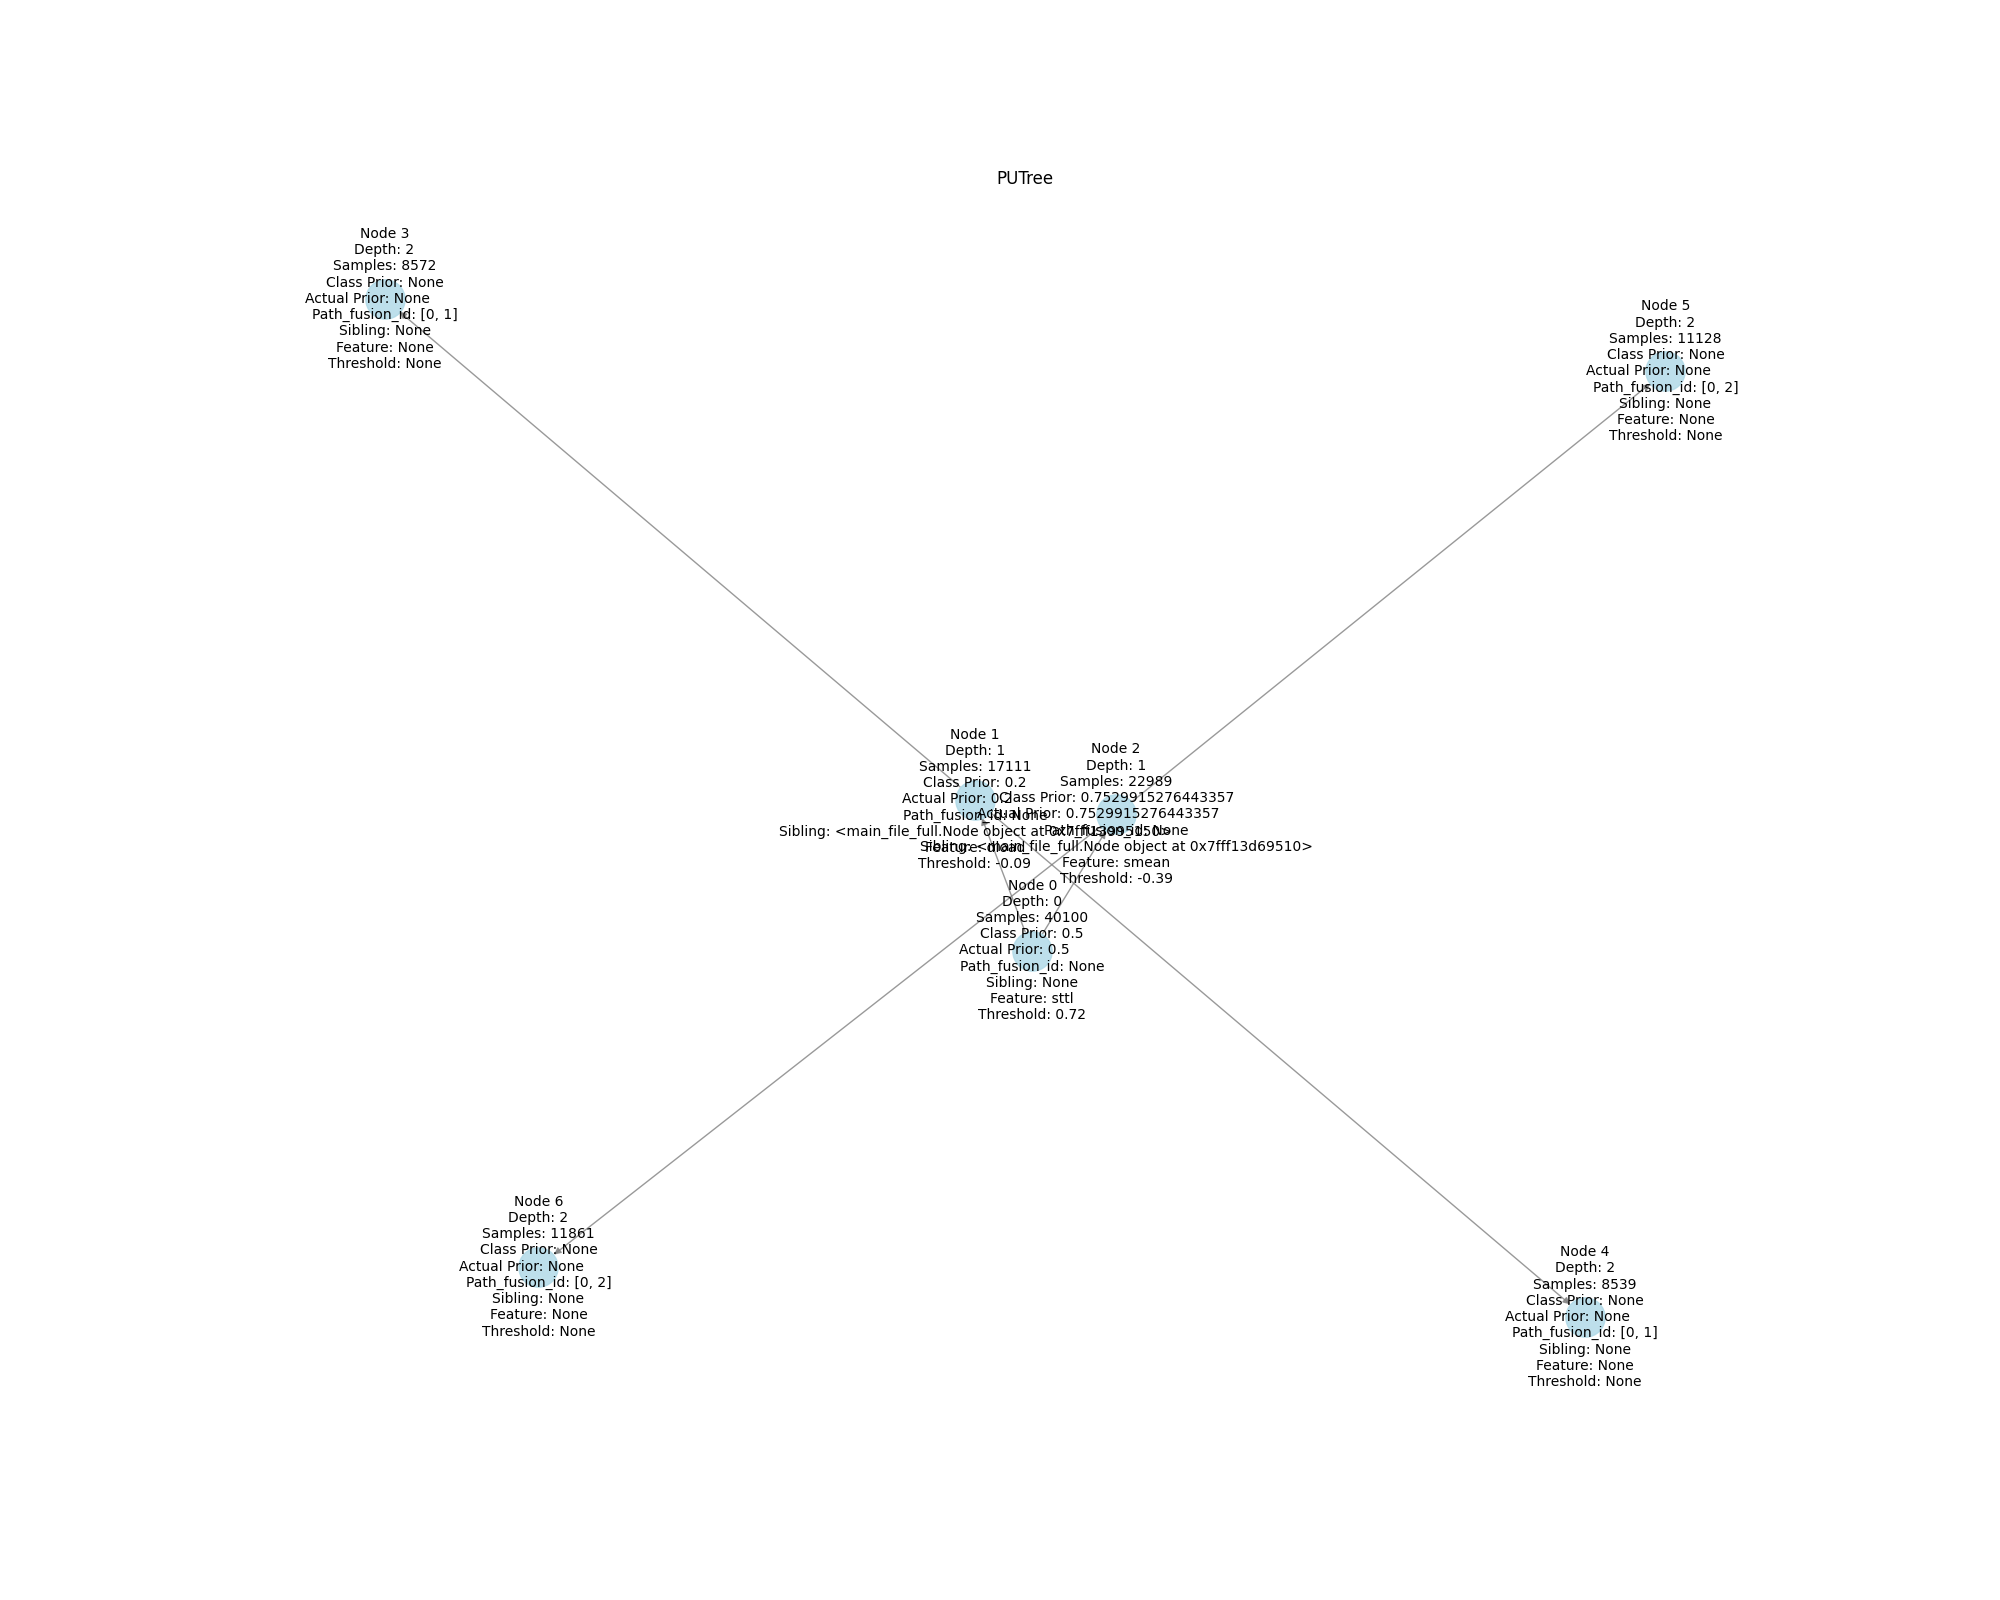 PUTree
Node 3
Depth: 2
Samples: 8572
Class Prior: None
Actual Prior: None
Path_fusion_id: [0, 1]
Sibling: None
Feature: None
Threshold: None
Node 5
Depth: 2
Samples: 11128
Class Prior: None
Actual Prior: None
Path_fusion_id: [0, 2]
Sibling: None
Feature: None
Threshold: None
Node 1
Depth: 1
Samples: 17111
Class Prior: 0.2
Actual Prior: 0.2
Path_fusion_id: None
Sibling: <main_file_full.Node object at
Feature:
Threshold: -0.09
Node 2
Depth: 1
Samples: 22989
Class Prior: 0.7529915276443357
Actual Prior: 0.7529915276443357
Path_fusion_id: None
Sibling: <main_file_full.Node object at 0x7fff13d69510>
Feature: smean
Threshold: -0.39
Node 0
Depth: 0
Samples: 40100
Class Prior: 0.5
Actual Prior: 0.5
Path_fusion_id: None
Sibling: None
Feature: sttl
Threshold: 0.72
Node 6
Depth: 2
Samples: 11861
Class Prior: None
Actual Prior: None
Path_fusion_id: [0, 2]
Sibling: None
Feature: None
Threshold: None
Node 4
Depth: 2
Samples: 8539
Class Prior: None
Actual Prior: None
Path_fusion_id: [0, 1]
Sibling: None
Feature: None
Threshold: None